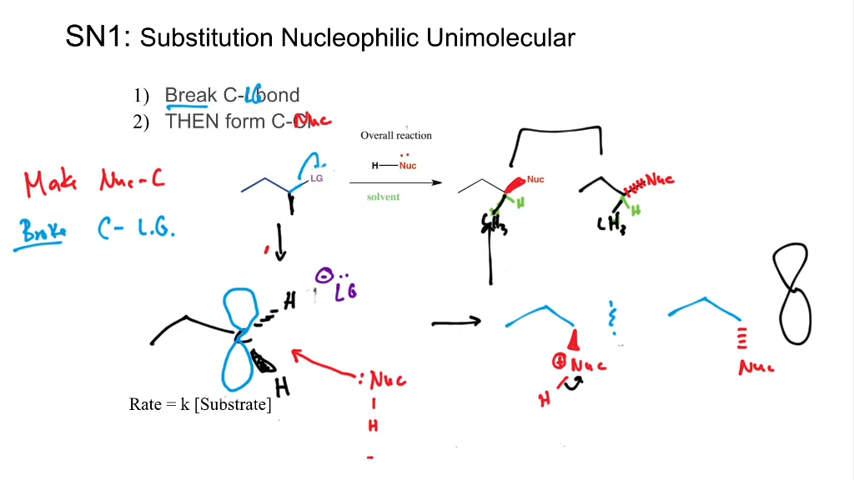 SN1: Substitution Nucleophilic Unimolecular
1) Break C-LG bond
2) THEN form C-Nuc
Overall reaction
H—Nuc
solvent
LG
Make Nuc-C
Broke C- L.G.
Nuc
H
CH3
Nuc
H
CH3
H
LG
H
:Nuc
H
Nuc
H
Nuc
Rate = k [Substrate]